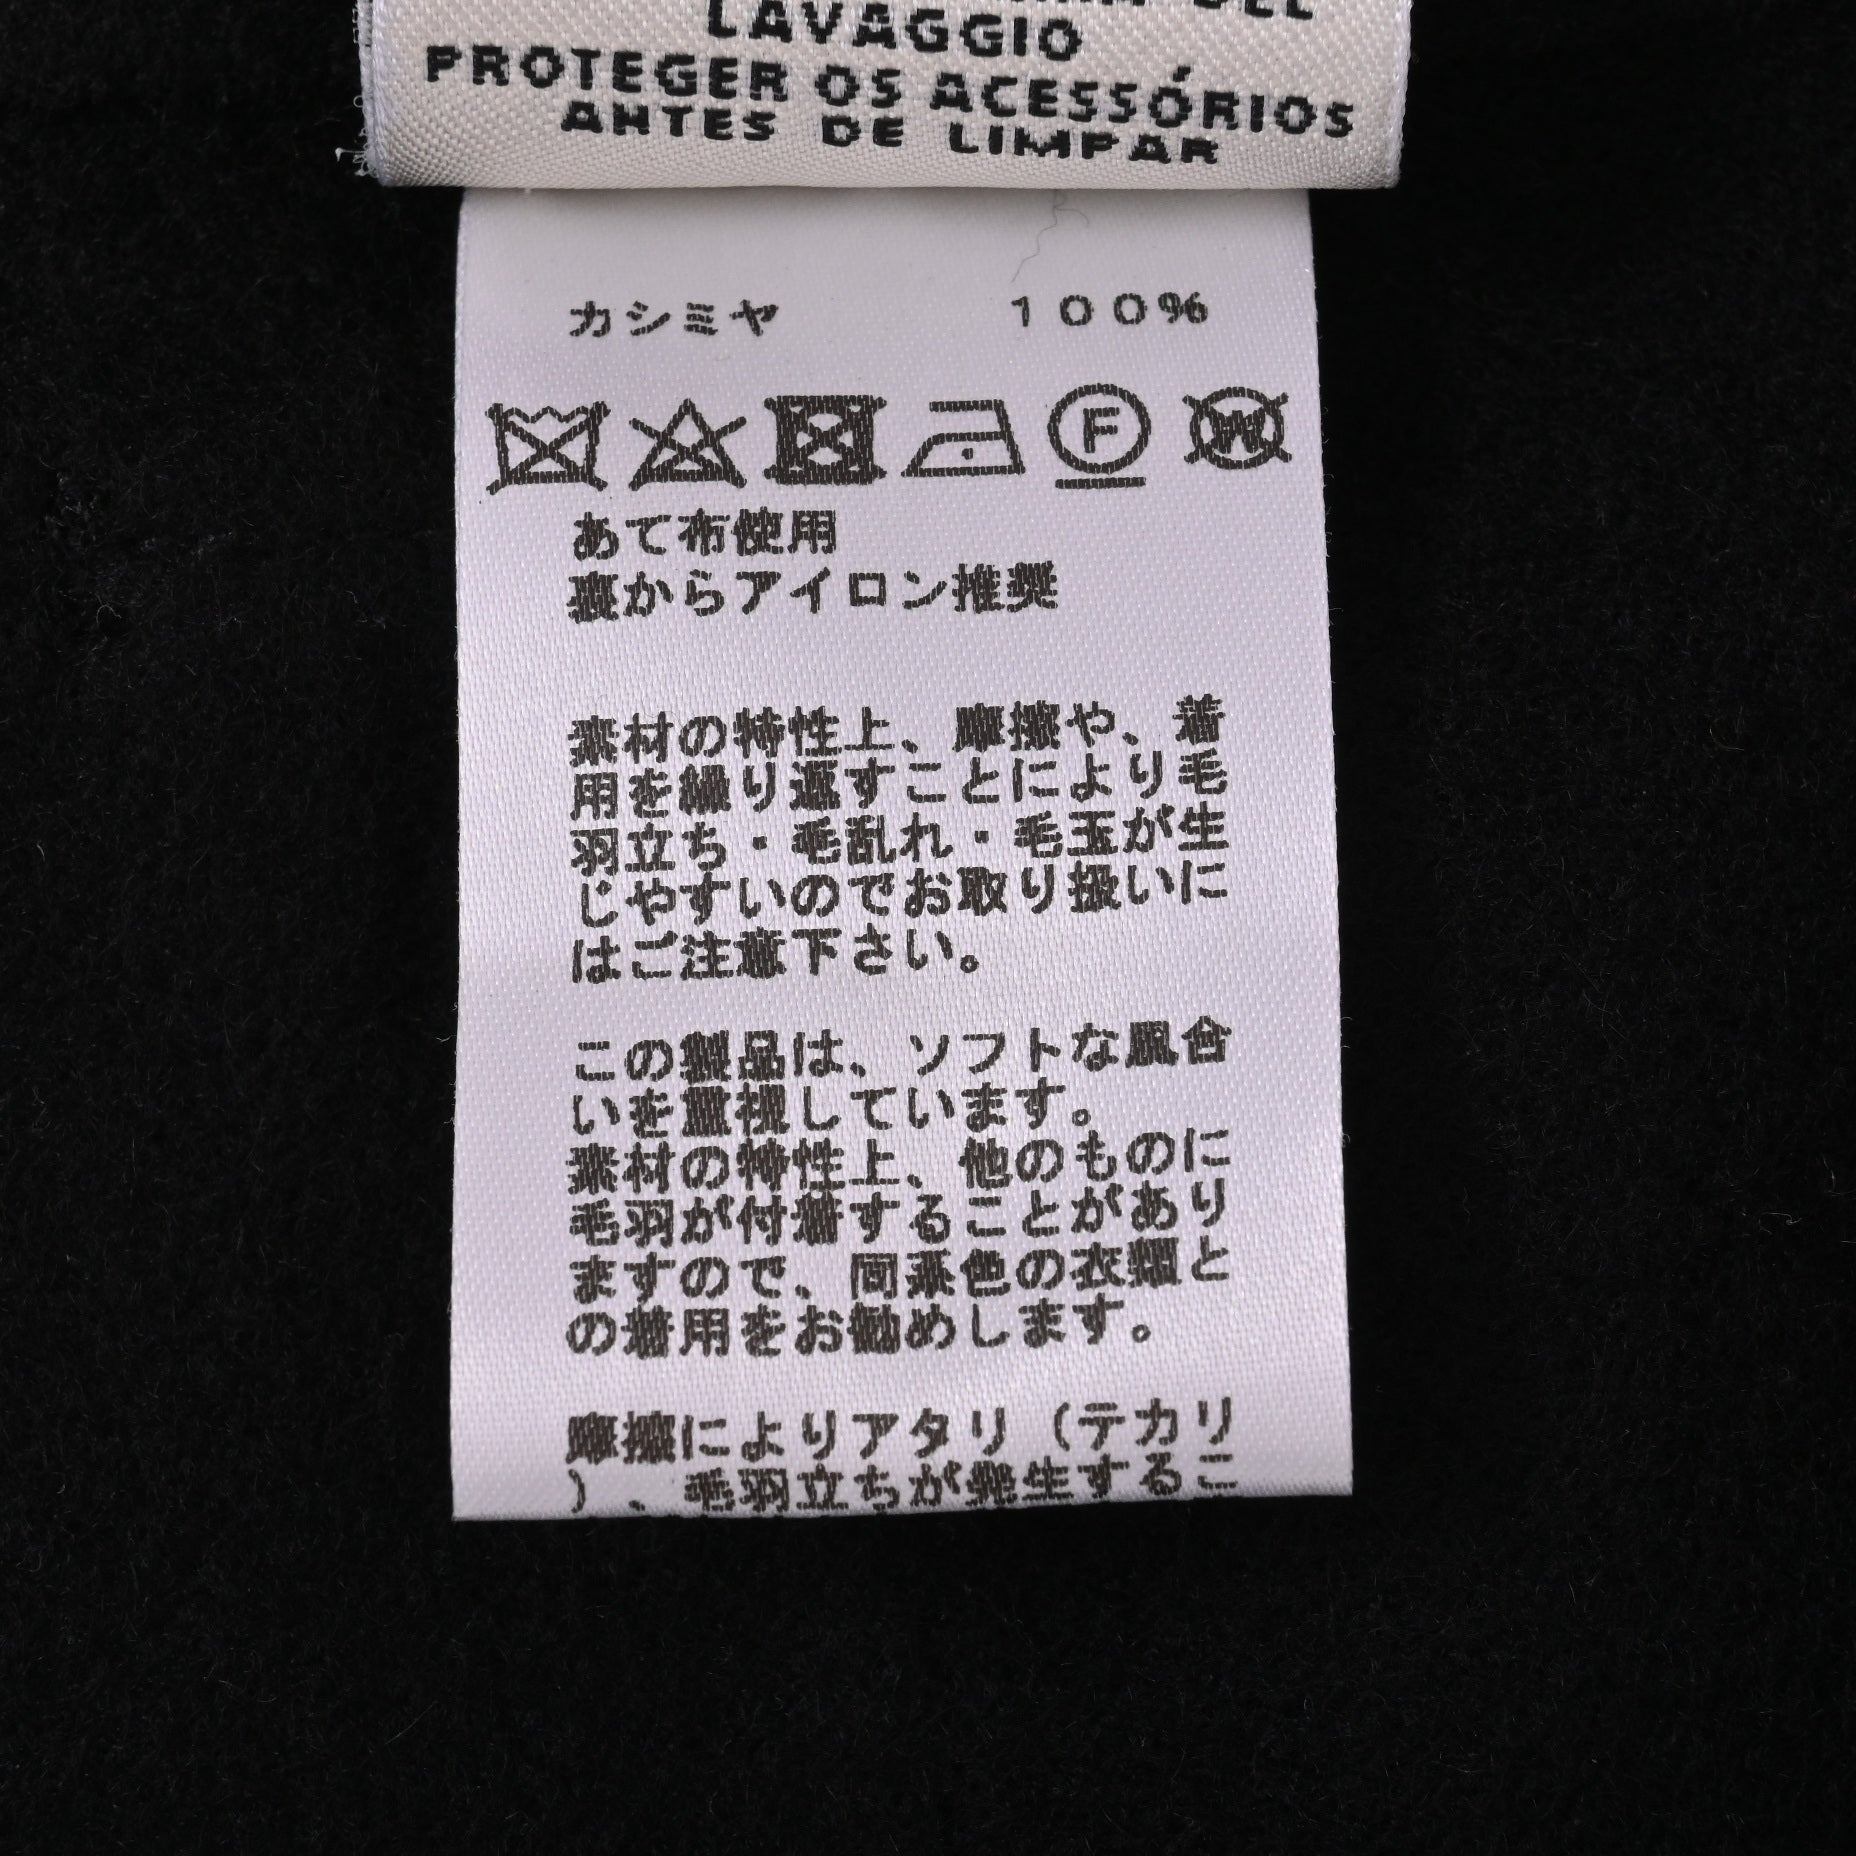 DEL
LAVAGGIO
PROTEGER OS ACESSÓRIOS
ANTES DE LIMPAR
カシミヤ 100%
F W
あて布使用
裏からアイロン推奨
素材の特性上、摩擦や、着
用を繰り返すことにより毛
羽立ち・毛乱れ・毛玉が生
じやすいのでお取り扱いに
はご注意下さい。
この製品は、ソフトな風合
いを重視しています。
素材の特性上、他のものに
毛羽が付着することがあり
ますので、同系色の衣類と
の着用をお勧めします。
摩擦によりアタリ（テカリ
）、毛羽立ちが発生するこ